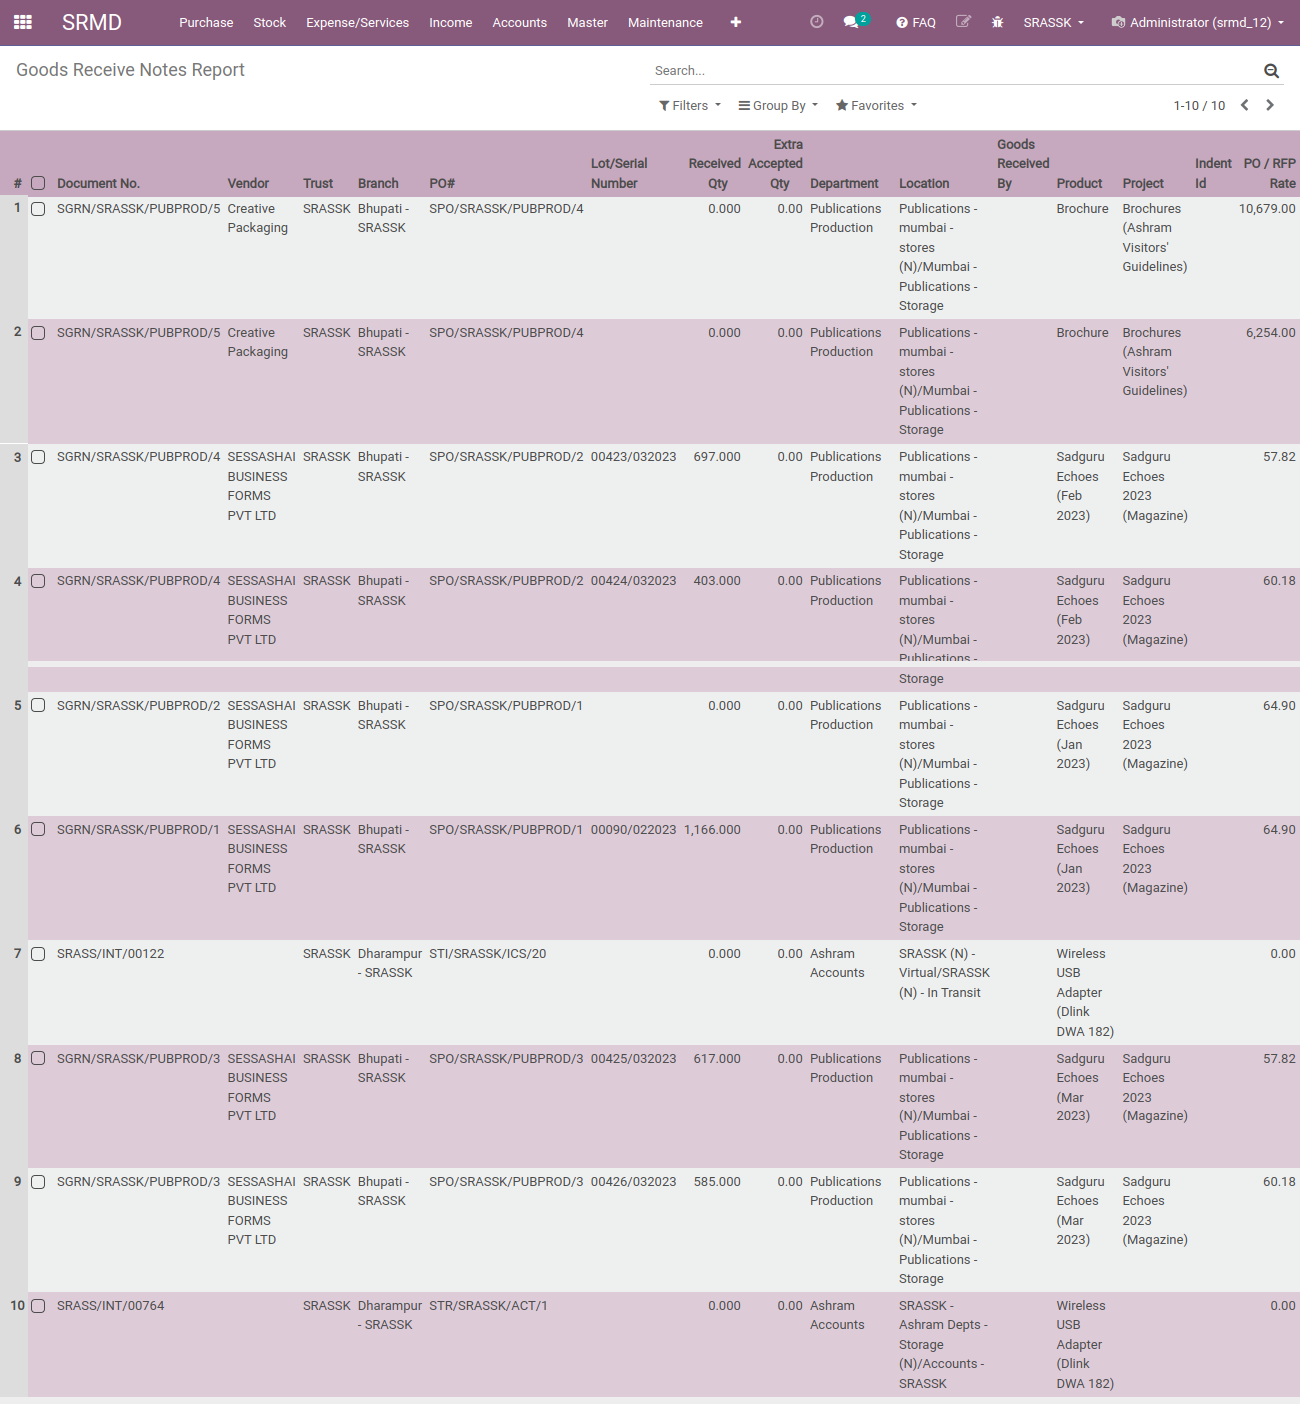 SRMD Purchase Stock Expense/Services Income Accounts Master Maintenance 2 FAQ SRASSK Administrator (srmd_12)
Goods Receive Notes Report
Search...
Filters Group By Favorites 1-10 / 10
# Document No. Vendor Trust Branch PO# Lot/Serial Number Received Qty Extra Accepted Qty Department Location Goods Received By Product Project Indent Id PO / RFP Rate
1 SGRN/SRASSK/PUBPROD/5 Creative Packaging SRASSK Bhupati - SRASSK SPO/SRASSK/PUBPROD/4 0.000 0.00 Publications Production Publications - mumbai - stores (N)/Mumbai - Publications - Storage Brochure Brochures (Ashram Visitors' Guidelines) 10,679.00
2 SGRN/SRASSK/PUBPROD/5 Creative Packaging SRASSK Bhupati - SRASSK SPO/SRASSK/PUBPROD/4 0.000 0.00 Publications Production Publications - mumbai - stores (N)/Mumbai - Publications - Storage Brochure Brochures (Ashram Visitors' Guidelines) 6,254.00
3 SGRN/SRASSK/PUBPROD/4 SESSASHAI BUSINESS FORMS PVT LTD SRASSK Bhupati - SRASSK SPO/SRASSK/PUBPROD/2 00423/032023 697.000 0.00 Publications Production Publications - mumbai - stores (N)/Mumbai - Publications - Storage Sadguru Echoes (Feb 2023) Sadguru Echoes 2023 (Magazine) 57.82
4 SGRN/SRASSK/PUBPROD/4 SESSASHAI BUSINESS FORMS PVT LTD SRASSK Bhupati - SRASSK SPO/SRASSK/PUBPROD/2 00424/032023 403.000 0.00 Publications Production Publications - mumbai - stores (N)/Mumbai - Publications - Storage Sadguru Echoes (Feb 2023) Sadguru Echoes 2023 (Magazine) 60.18
5 SGRN/SRASSK/PUBPROD/2 SESSASHAI BUSINESS FORMS PVT LTD SRASSK Bhupati - SRASSK SPO/SRASSK/PUBPROD/1 0.000 0.00 Publications Production Publications - mumbai - stores (N)/Mumbai - Publications - Storage Sadguru Echoes (Jan 2023) Sadguru Echoes 2023 (Magazine) 64.90
6 SGRN/SRASSK/PUBPROD/1 SESSASHAI BUSINESS FORMS PVT LTD SRASSK Bhupati - SRASSK SPO/SRASSK/PUBPROD/1 00090/022023 1,166.000 0.00 Publications Production Publications - mumbai - stores (N)/Mumbai - Publications - Storage Sadguru Echoes (Jan 2023) Sadguru Echoes 2023 (Magazine) 64.90
7 SRASS/INT/00122 SRASSK Dharampur - SRASSK STI/SRASSK/ICS/20 0.000 0.00 Ashram Accounts SRASSK (N) - Virtual/SRASSK (N) - In Transit Wireless USB Adapter (Dlink DWA 182) 0.00
8 SGRN/SRASSK/PUBPROD/3 SESSASHAI BUSINESS FORMS PVT LTD SRASSK Bhupati - SRASSK SPO/SRASSK/PUBPROD/3 00425/032023 617.000 0.00 Publications Production Publications - mumbai - stores (N)/Mumbai - Publications - Storage Sadguru Echoes (Mar 2023) Sadguru Echoes 2023 (Magazine) 57.82
9 SGRN/SRASSK/PUBPROD/3 SESSASHAI BUSINESS FORMS PVT LTD SRASSK Bhupati - SRASSK SPO/SRASSK/PUBPROD/3 00426/032023 585.000 0.00 Publications Production Publications - mumbai - stores (N)/Mumbai - Publications - Storage Sadguru Echoes (Mar 2023) Sadguru Echoes 2023 (Magazine) 60.18
10 SRASS/INT/00764 SRASSK Dharampur - SRASSK STR/SRASSK/ACT/1 0.000 0.00 Ashram Accounts SRASSK - Ashram Depts - Storage (N)/Accounts - SRASSK Wireless USB Adapter (Dlink DWA 182) 0.00